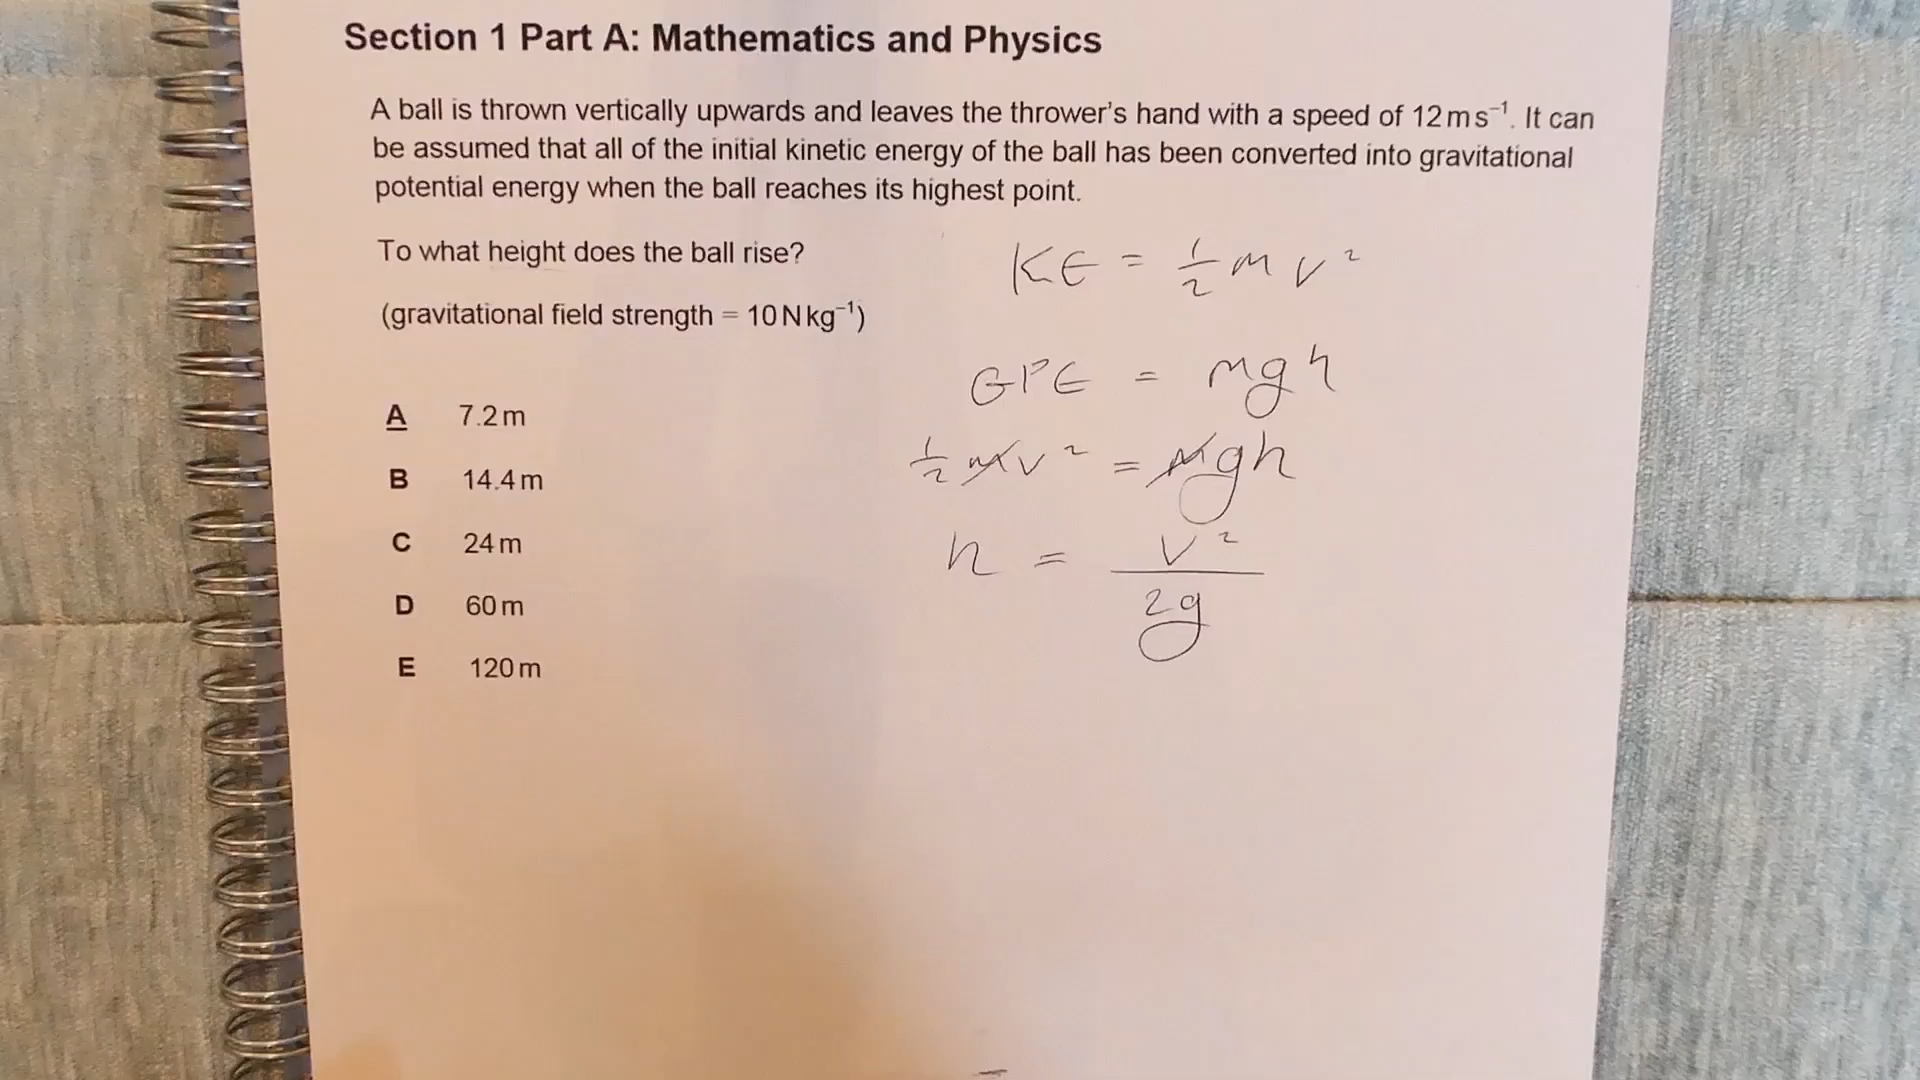 Section 1 Part A: Mathematics and Physics
A ball is thrown vertically upwards and leaves the thrower's hand with a speed of 12 m s⁻¹. It can
be assumed that all of the initial kinetic energy of the ball has been converted into gravitational
potential energy when the ball reaches its highest point.
To what height does the ball rise?
(gravitational field strength = 10 N kg⁻¹)
A 7.2 m
B 14.4 m
C 24 m
D 60 m
E 120 m
KE = ½ m v²
GPE = mgh
½ mv² = mgh
h = v² / 2g